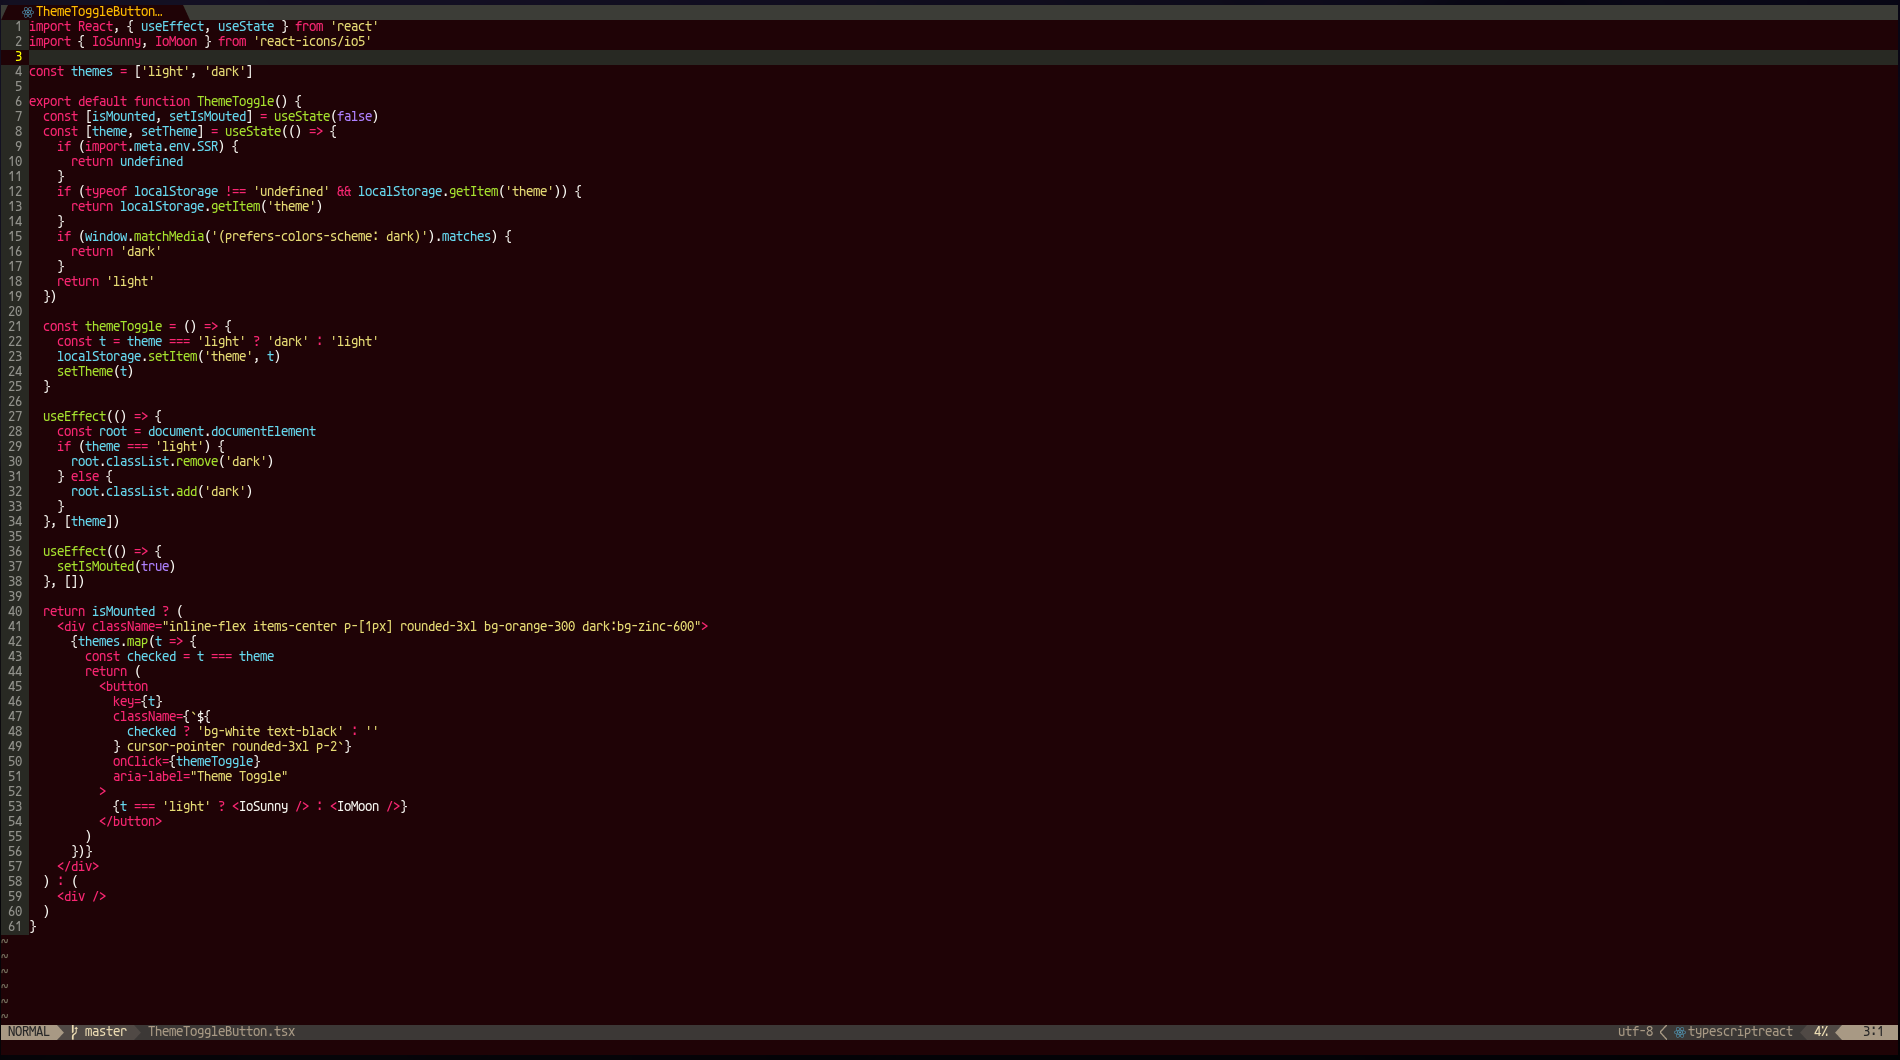 ThemeToggleButton…
1 import React, { useEffect, useState } from 'react'
2 import { IoSunny, IoMoon } from 'react-icons/io5'
3
4 const themes = ['light', 'dark']
5
6 export default function ThemeToggle() {
7   const [isMounted, setIsMouted] = useState(false)
8   const [theme, setTheme] = useState(() => {
9     if (import.meta.env.SSR) {
10       return undefined
11     }
12     if (typeof localStorage !== 'undefined' && localStorage.getItem('theme')) {
13       return localStorage.getItem('theme')
14     }
15     if (window.matchMedia('(prefers-colors-scheme: dark)').matches) {
16       return 'dark'
17     }
18     return 'light'
19   })
20
21   const themeToggle = () => {
22     const t = theme === 'light' ? 'dark' : 'light'
23     localStorage.setItem('theme', t)
24     setTheme(t)
25   }
26
27   useEffect(() => {
28     const root = document.documentElement
29     if (theme === 'light') {
30       root.classList.remove('dark')
31     } else {
32       root.classList.add('dark')
33     }
34   }, [theme])
35
36   useEffect(() => {
37     setIsMouted(true)
38   }, [])
39
40   return isMounted ? (
41     <div className="inline-flex items-center p-[1px] rounded-3xl bg-orange-300 dark:bg-zinc-600">
42       {themes.map(t => {
43         const checked = t === theme
44         return (
45           <button
46             key={t}
47             className={`${
48               checked ? 'bg-white text-black' : ''
49             } cursor-pointer rounded-3xl p-2`}
50             onClick={themeToggle}
51             aria-label="Theme Toggle"
52           >
53             {t === 'light' ? <IoSunny /> : <IoMoon />}
54           </button>
55         )
56       })}
57     </div>
58   ) : (
59     <div />
60   )
61 }
~
~
~
~
~
~
NORMAL master ThemeToggleButton.tsx utf-8 typescriptreact 4% 3:1